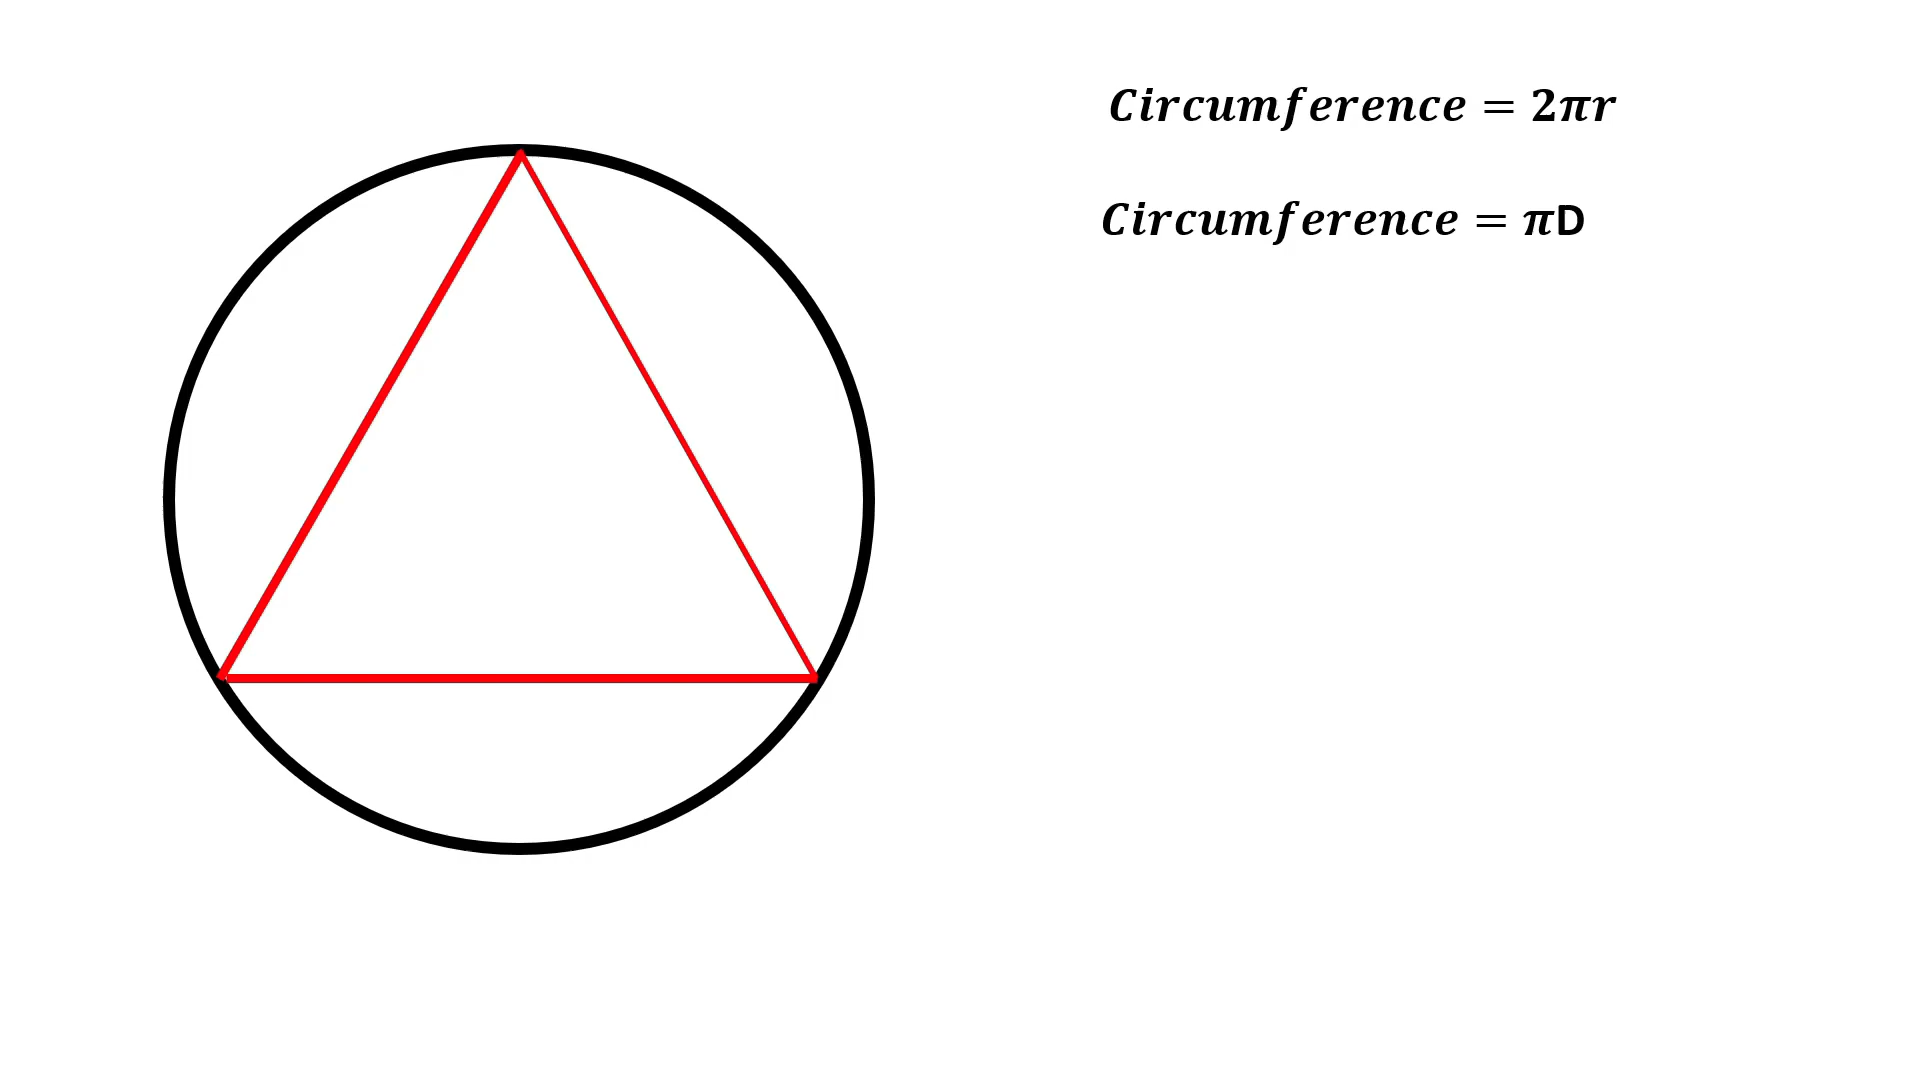 Circumference = 2πr
Circumference = πD